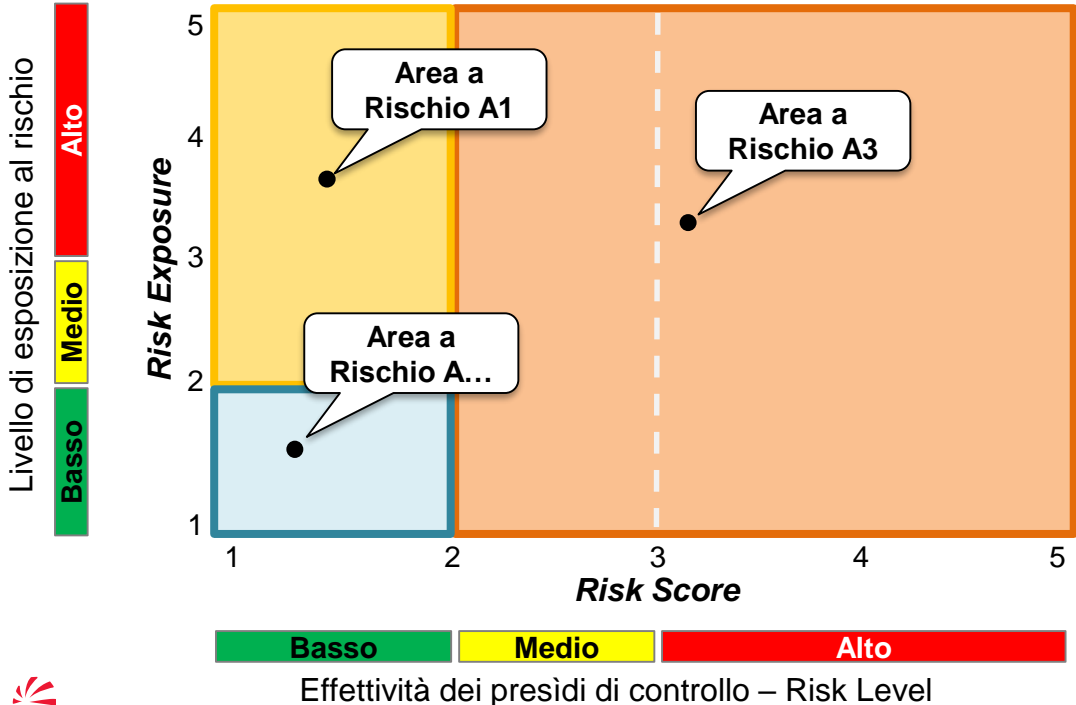 Livello di esposizione al rischio
Alto
Medio
Basso
Risk Exposure
5
4
3
2
1
Area a
Rischio A1
Area a
Rischio A3
Area a
Rischio A…
1 2 3 4 5
Risk Score
Basso Medio Alto
Effettività dei presìdi di controllo – Risk Level